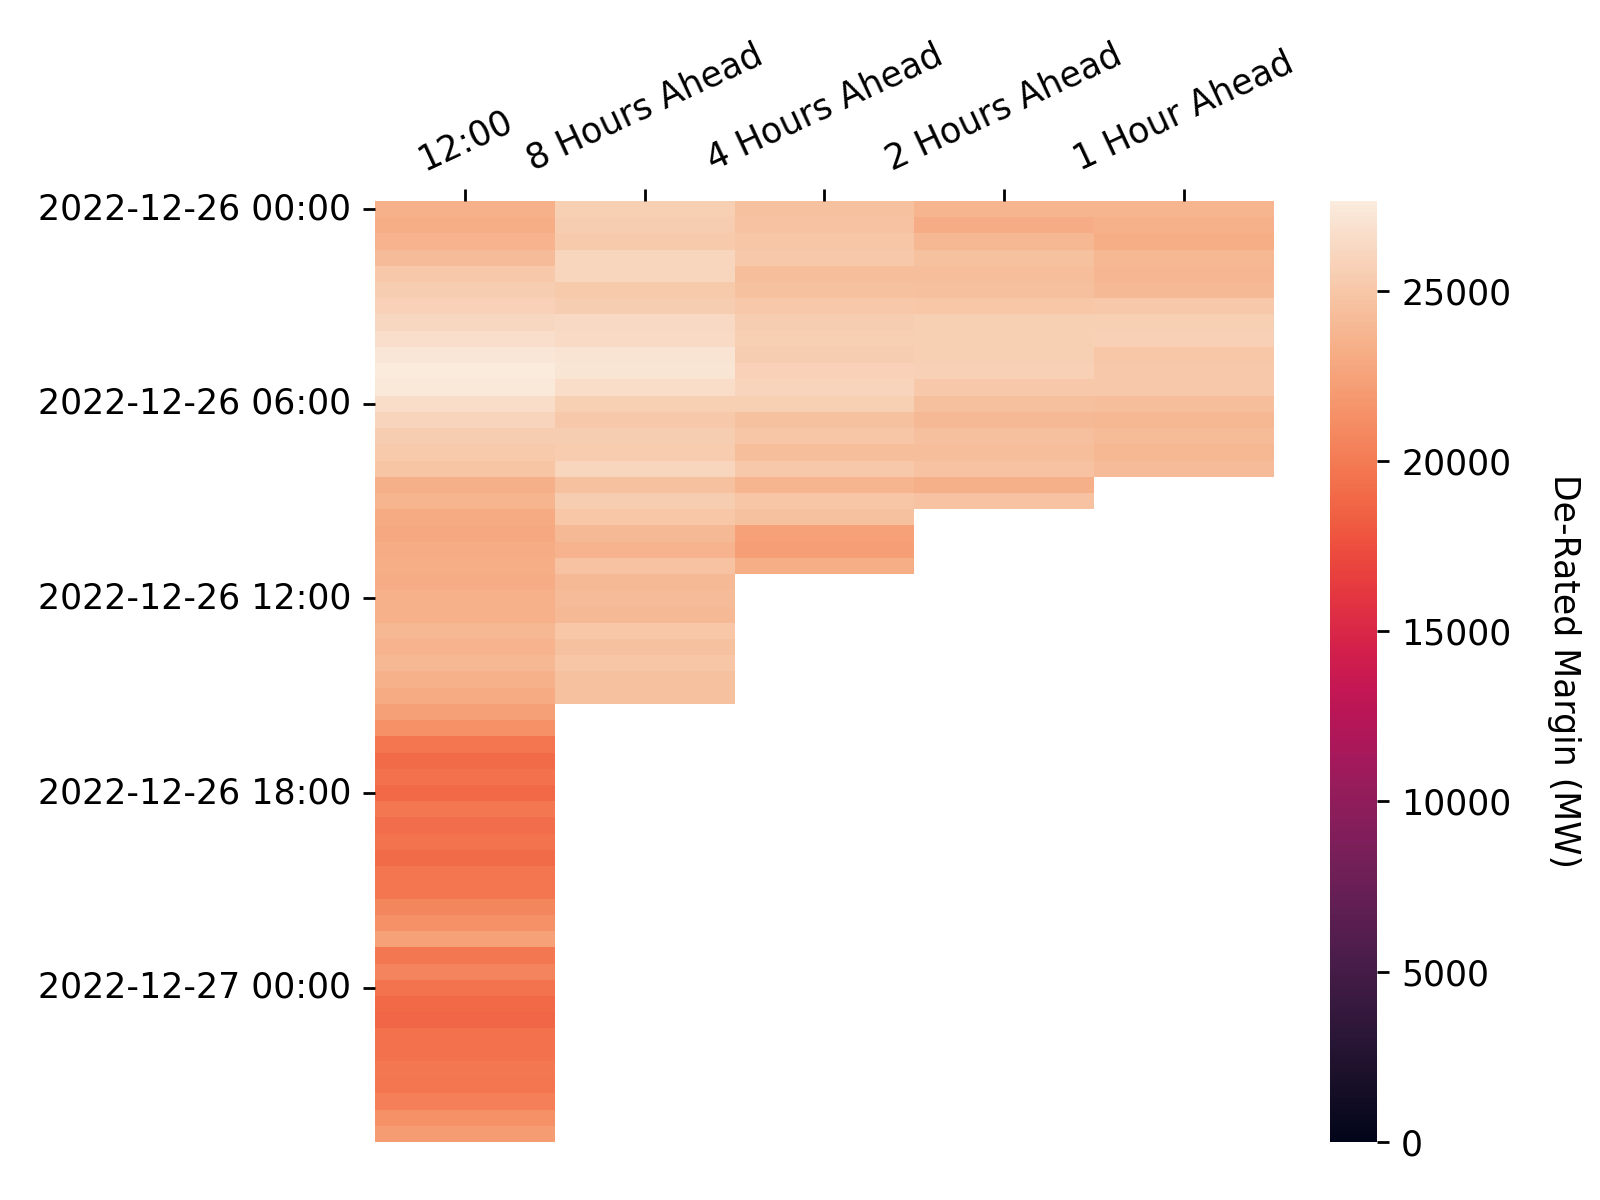 12:00
8 Hours Ahead
4 Hours Ahead
2 Hours Ahead
1 Hour Ahead
2022-12-26 00:00
2022-12-26 06:00
2022-12-26 12:00
2022-12-26 18:00
2022-12-27 00:00
25000
20000
15000
10000
5000
0
De-Rated Margin (MW)